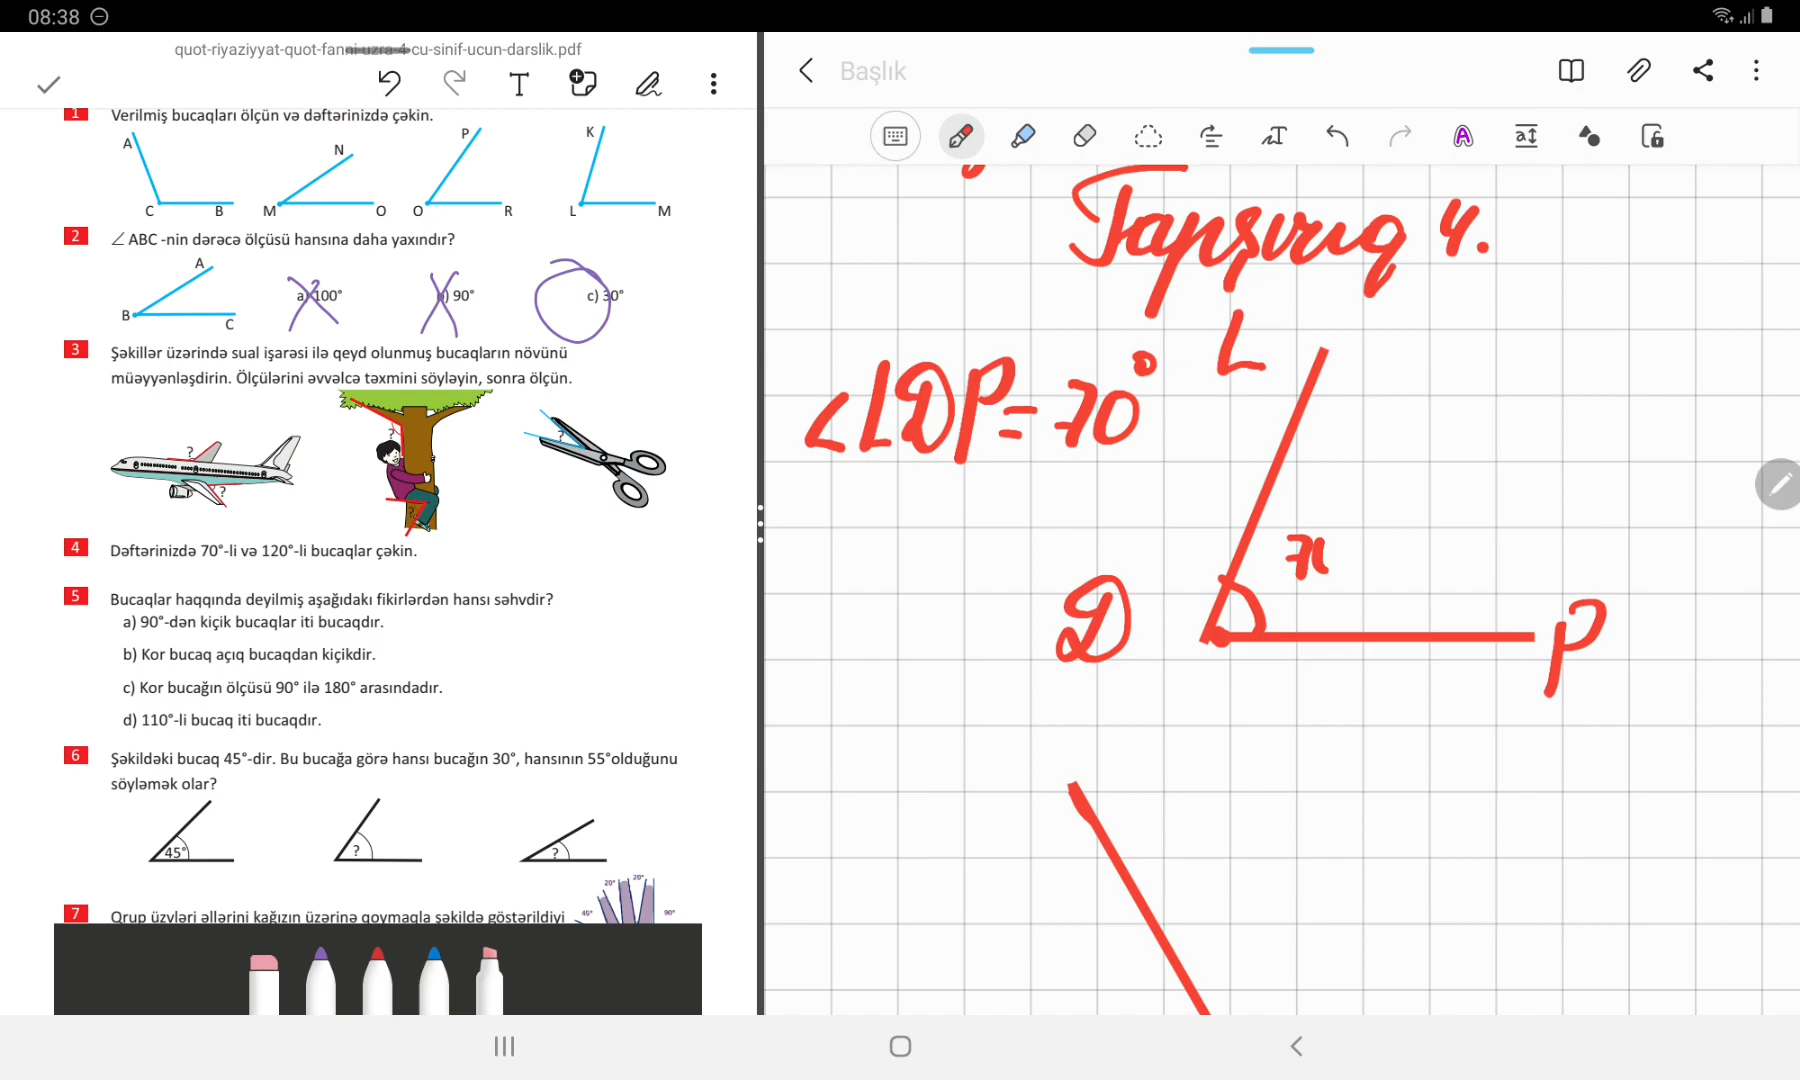 08:38
quot-riyaziyyat-quot-fanni-uzra-4-cu-sinif-ucun-darslik.pdf
T
1 Verilmiş bucaqları ölçün və dəftərinizdə çəkin.
A C B N M O P O R K L M
2 ∠ABC -nin dərəcə ölçüsü hansına daha yaxındır?
A B C a) 100° b) 90° c) 30°
3 Şəkillər üzərində sual işarəsi ilə qeyd olunmuş bucaqların növünü
müəyyənləşdirin. Ölçülərini əvvəlcə təxmini söyləyin, sonra ölçün.
? ? ? ? ?
4 Dəftərinizdə 70°-li və 120°-li bucaqlar çəkin.
5 Bucaqlar haqqında deyilmiş aşağıdakı fikirlərdən hansı səhvdir?
a) 90°-dən kiçik bucaqlar iti bucaqdır.
b) Kor bucaq açıq bucaqdan kiçikdir.
c) Kor bucağın ölçüsü 90° ilə 180° arasındadır.
d) 110°-li bucaq iti bucaqdır.
6 Şəkildəki bucaq 45°-dir. Bu bucağa görə hansı bucağın 30°, hansının 55°olduğunu
söyləmək olar?
45° ? ?
20° 20°
45° 90°
7 Qrup üzvləri əllərini kağızın üzərinə qoymaqla şəkildə göstərildiyi
Başlık
Tapşırıq 4.
∠LDP=70°
L
D
P